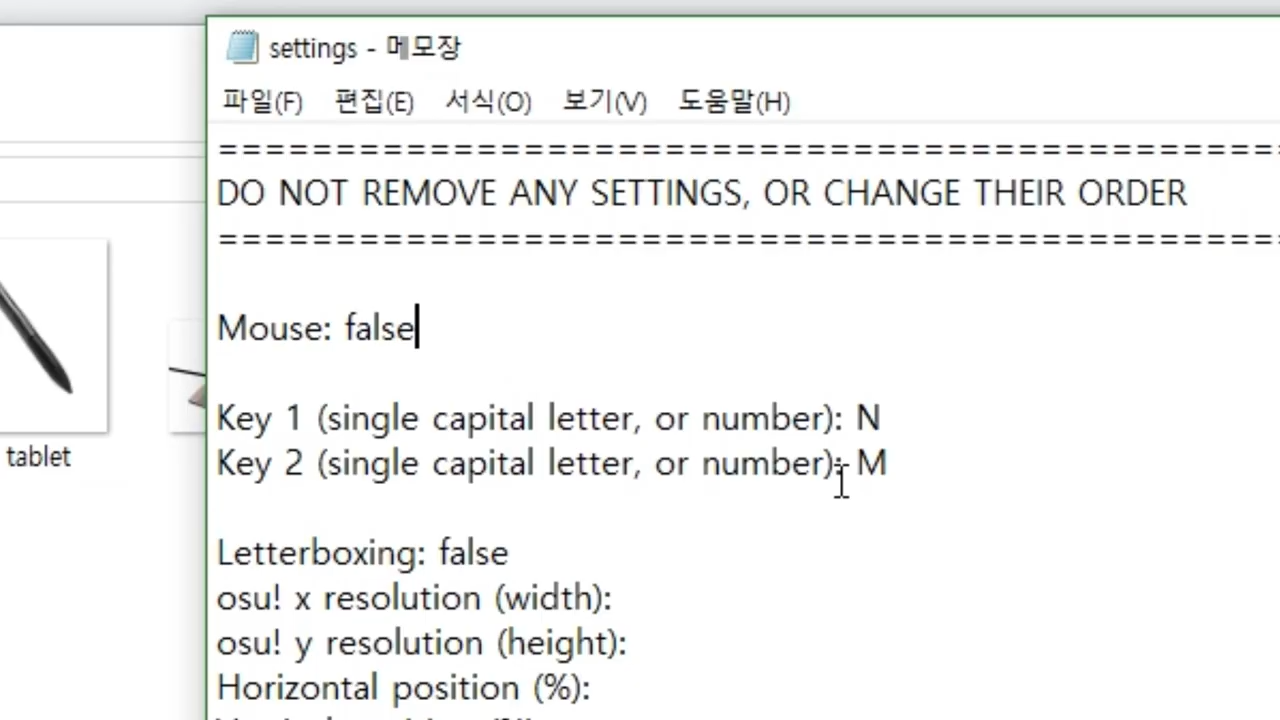 settings - 메모장
파일(F) 편집(E) 서식(O) 보기(V) 도움말(H)
================================================
DO NOT REMOVE ANY SETTINGS, OR CHANGE THEIR ORDER
================================================
Mouse: false
Key 1 (single capital letter, or number): N
Key 2 (single capital letter, or number): M
tablet
Letterboxing: false
osu! x resolution (width):
osu! y resolution (height):
Horizontal position (%):